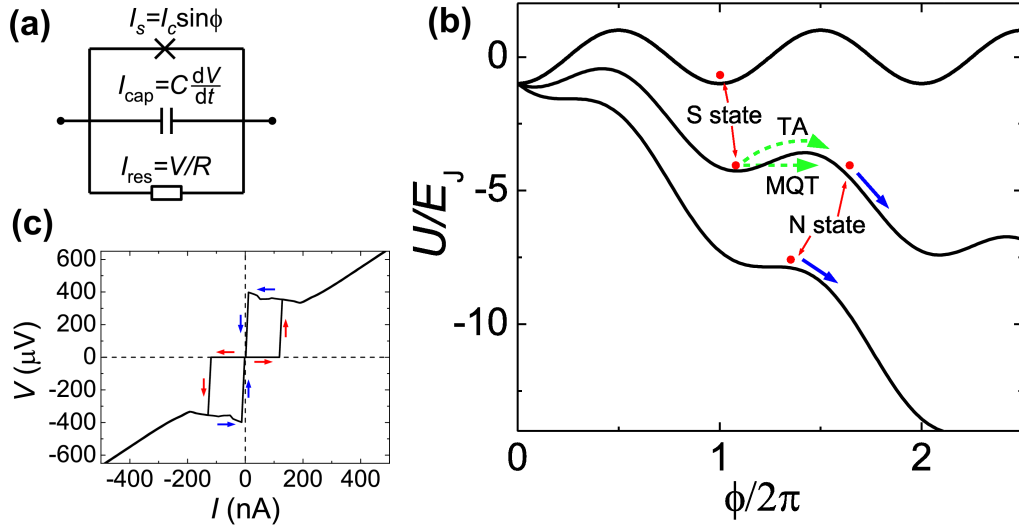 (a)
I_s=I_c sinϕ
I_cap=C dV/dt
I_res=V/R
(b)
0
-5
-10
U/E_J
S state
TA
MQT
N state
0
1
2
ϕ/2π
(c)
600
400
200
0
-200
-400
-600
V (μV)
-400
-200
0
200
400
I (nA)